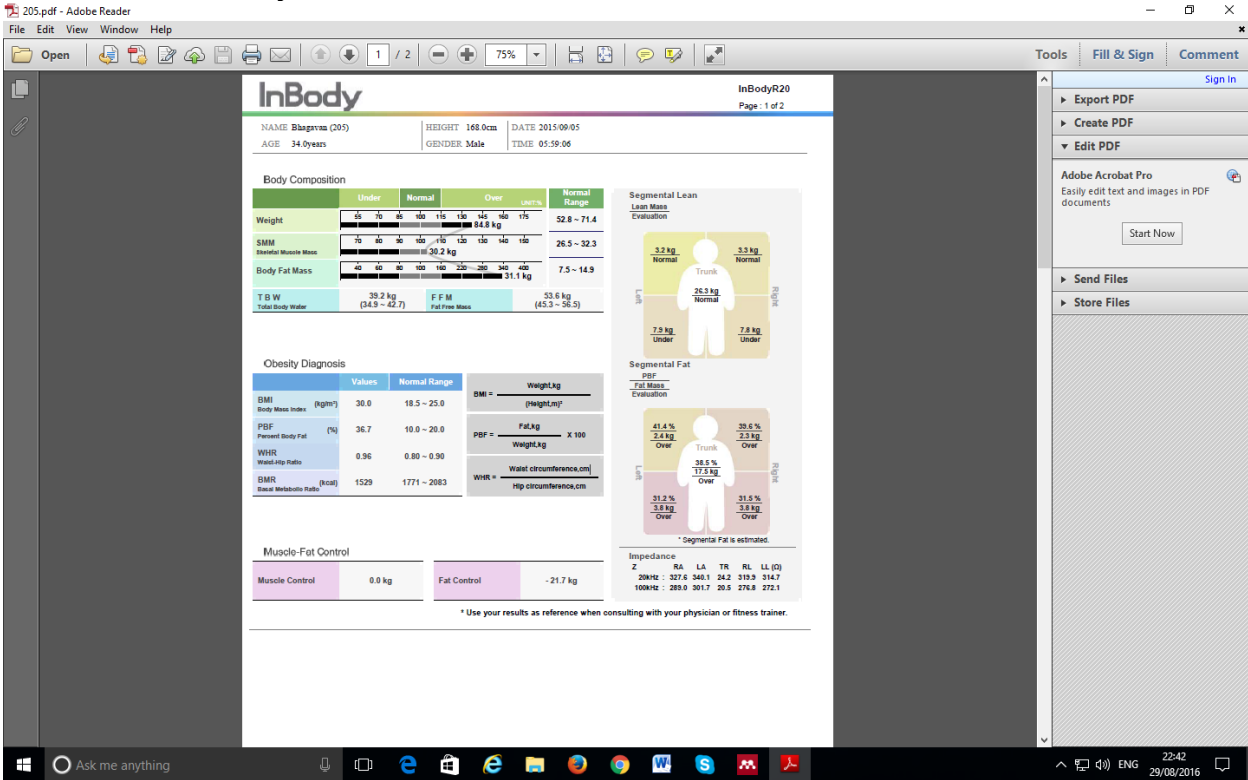 205.pdf - Adobe Reader
File Edit View Window Help
Open 1 / 2 75% Tools Fill & Sign Comment
Sign In
Export PDF
Create PDF
Edit PDF
Adobe Acrobat Pro
Easily edit text and images in PDF
documents
Start Now
Send Files
Store Files
InBody
InBodyR20
Page : 1 of 2
NAME Bhagavan (205) HEIGHT 168.0cm DATE 2015/09/05
AGE 34.0years GENDER Male TIME 05:59:06
Body Composition
Under Normal Over UNIT:% Normal Range
Weight 55 70 85 100 115 130 145 160 175 52.8 ~ 71.4
84.8 kg
SMM 70 80 90 100 110 120 130 140 150 26.5 ~ 32.3
Skeletal Muscle Mass 30.2 kg
Body Fat Mass 40 60 80 100 160 220 280 340 400 7.5 ~ 14.9
31.1 kg
T B W 39.2 kg F F M 53.6 kg
Total Body Water (34.9 ~ 42.7) Fat Free Mass (45.3 ~ 56.5)
Obesity Diagnosis
Values Normal Range
BMI (kg/m²) 30.0 18.5 ~ 25.0
Body Mass Index
PBF (%) 36.7 10.0 ~ 20.0
Percent Body Fat
WHR 0.96 0.80 ~ 0.90
Waist-Hip Ratio
BMR (kcal) 1529 1771 ~ 2083
Basal Metabolic Ratio
BMI = Weight,kg
(Height,m)²
PBF = Fat,kg X 100
Weight,kg
WHR = Waist circumference,cm
Hip circumference,cm
Muscle-Fat Control
Muscle Control 0.0 kg Fat Control - 21.7 kg
Segmental Lean
Lean Mass
Evaluation
3.2 kg 3.3 kg
Normal Normal
Trunk
26.3 kg
Normal
Left Right
7.9 kg 7.8 kg
Under Under
Segmental Fat
PBF
Fat Mass
Evaluation
41.4 % 39.6 %
2.4 kg 2.3 kg
Over Over
Trunk
38.5 %
17.5 kg
Over
Left Right
31.2 % 31.5 %
3.8 kg 3.8 kg
Over Over
* Segmental Fat is estimated.
Impedance
Z RA LA TR RL LL (Ω)
20kHz : 327.6 340.1 24.2 319.9 314.7
100kHz : 289.0 301.7 20.5 276.8 272.1
* Use your results as reference when consulting with your physician or fitness trainer.
Ask me anything
ENG
22:42
29/08/2016